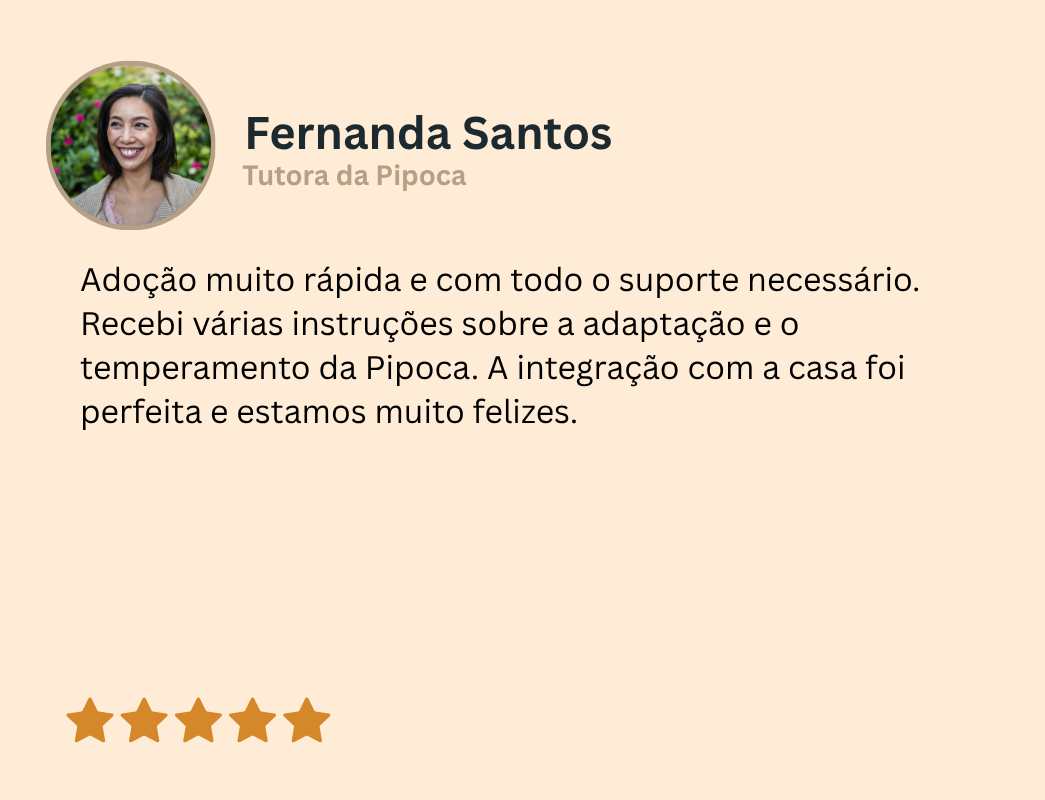 Fernanda Santos
Tutora da Pipoca
Adoção muito rápida e com todo o suporte necessário.
Recebi várias instruções sobre a adaptação e o
temperamento da Pipoca. A integração com a casa foi
perfeita e estamos muito felizes.